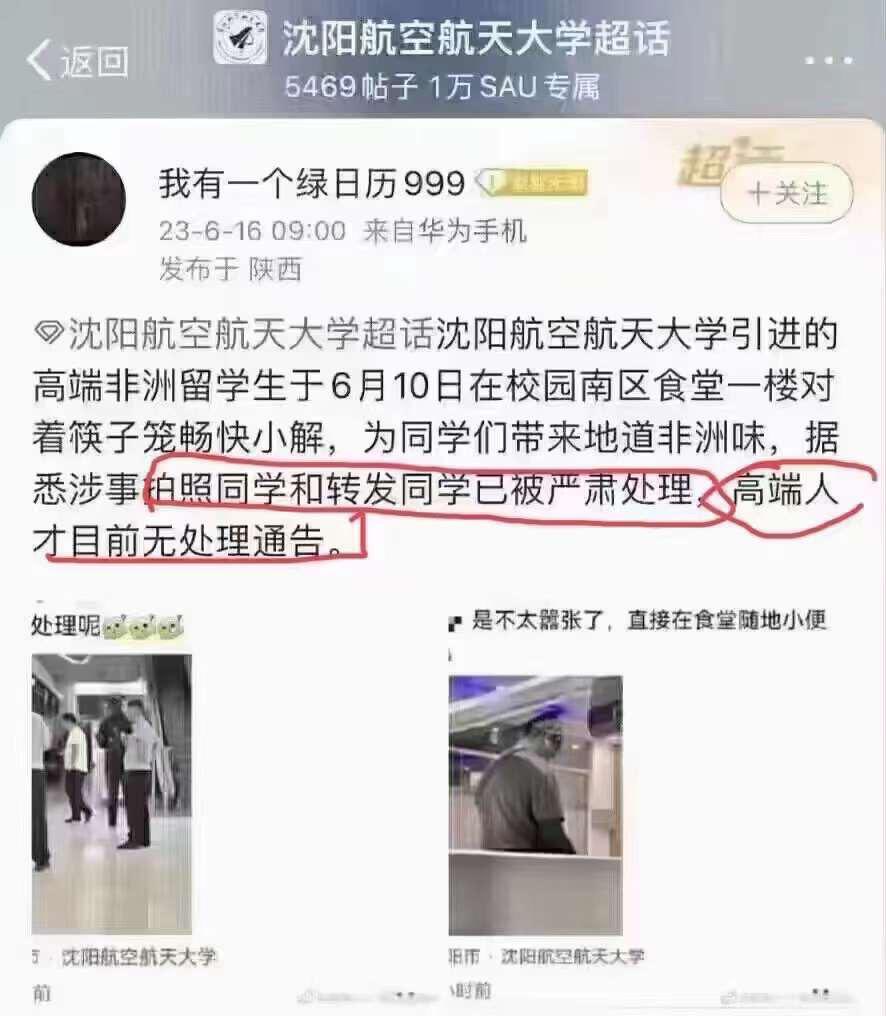 返回
沈阳航空航天大学超话
5469帖子 1万SAU专属
我有一个绿日历999
超话
＋关注
23-6-16 09:00 来自华为手机
发布于 陕西
沈阳航空航天大学超话沈阳航空航天大学引进的
高端非洲留学生于6月10日在校园南区食堂一楼对
着筷子笼畅快小解，为同学们带来地道非洲味，据
悉涉事拍照同学和转发同学已被严肃处理，高端人
才目前无处理通告。
处理呢
是不太嚣张了，直接在食堂随地小便
市·沈阳航空航天大学
前
阳市·沈阳航空航天大学
小时前